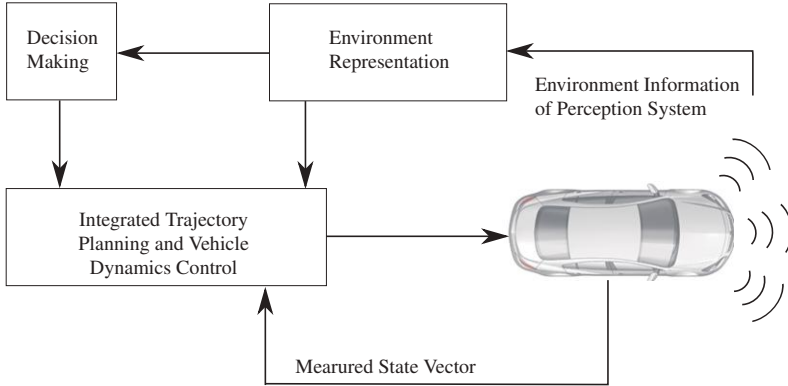 Decision
Making
Environment
Representation
Environment Information
of Perception System
Integrated Trajectory
Planning and Vehicle
Dynamics Control
Mearured State Vector